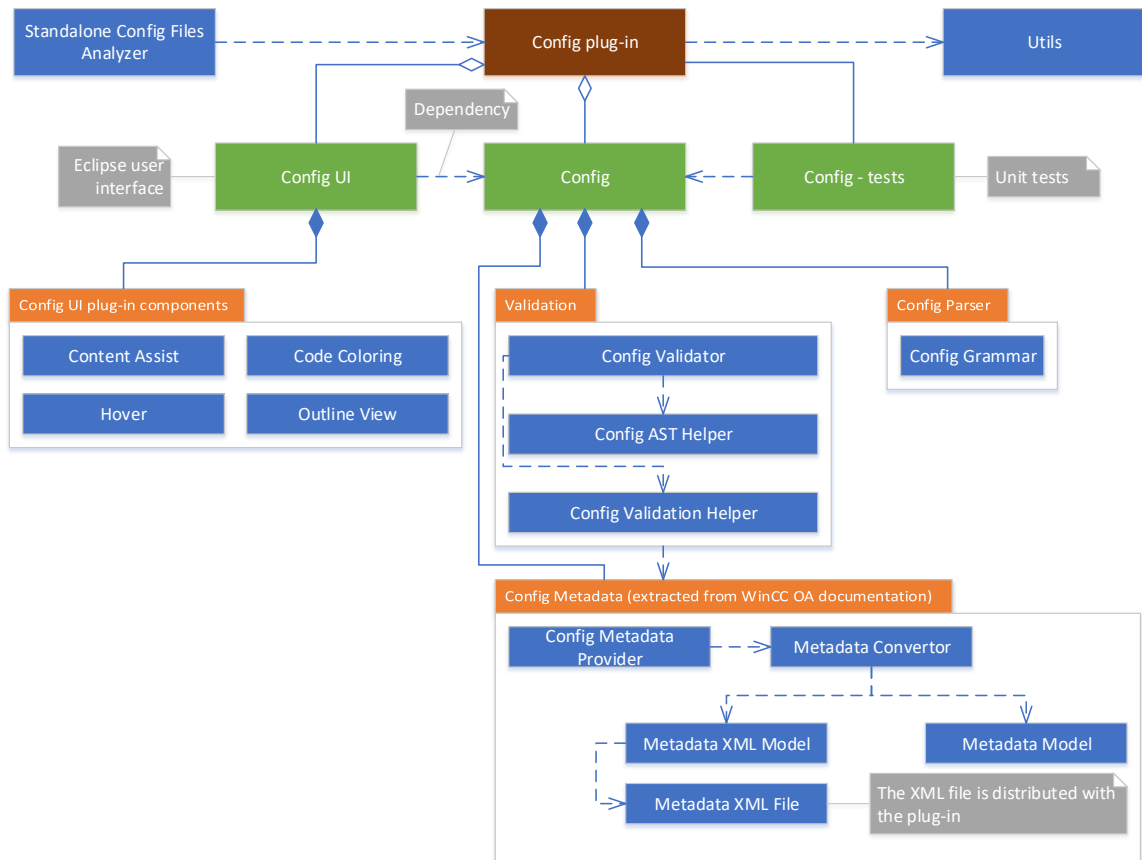 Standalone Config Files
Analyzer
Config plug-in
Utils
Dependency
Eclipse user
interface
Config UI
Config
Config - tests
Unit tests
Config UI plug-in components
Content Assist
Code Coloring
Hover
Outline View
Validation
Config Validator
Config AST Helper
Config Validation Helper
Config Parser
Config Grammar
Config Metadata (extracted from WinCC OA documentation)
Config Metadata
Provider
Metadata Convertor
Metadata XML Model
Metadata Model
Metadata XML File
The XML file is distributed with
the plug-in